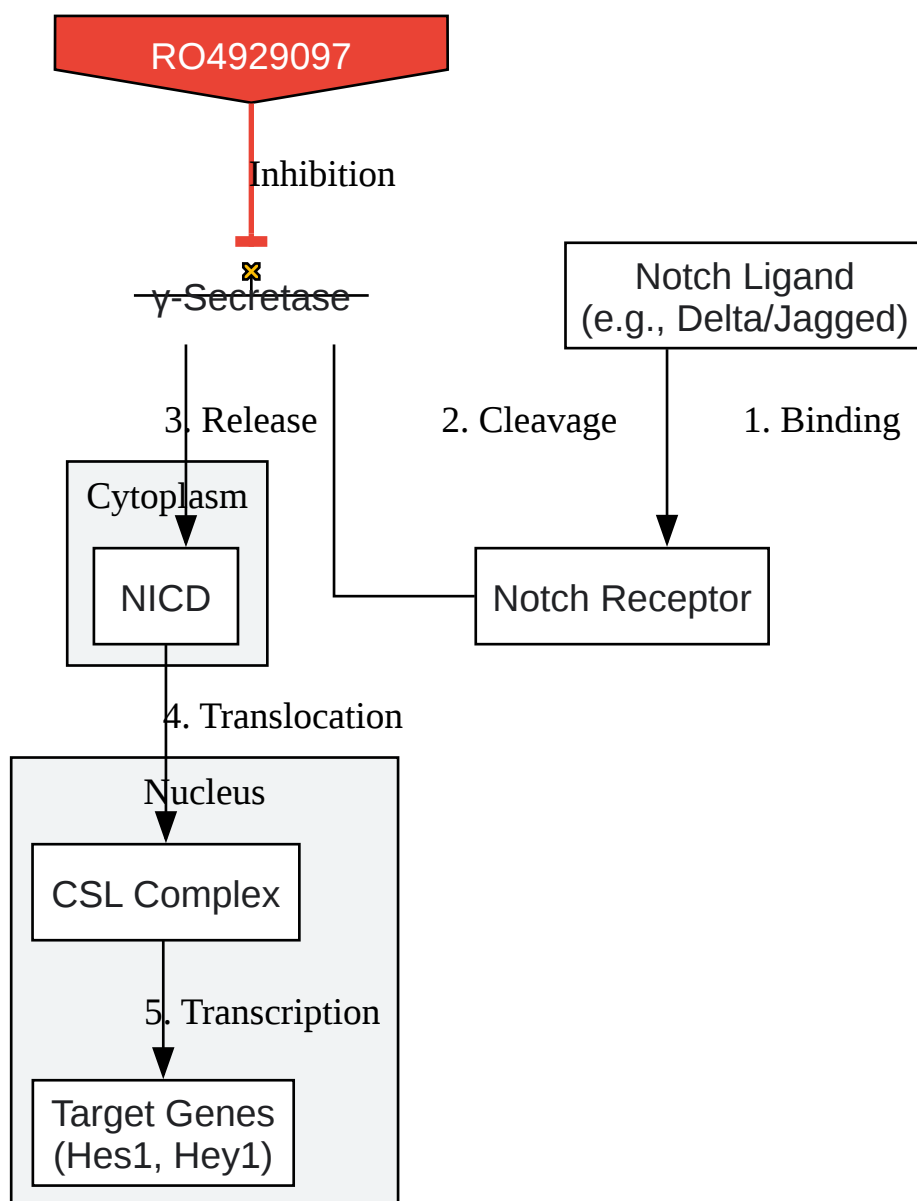 RO4929097
Inhibition
γ-Secretase
Notch Ligand
(e.g., Delta/Jagged)
3. Release
2. Cleavage
1. Binding
Cytoplasm
NICD
Notch Receptor
4. Translocation
Nucleus
CSL Complex
5. Transcription
Target Genes
(Hes1, Hey1)